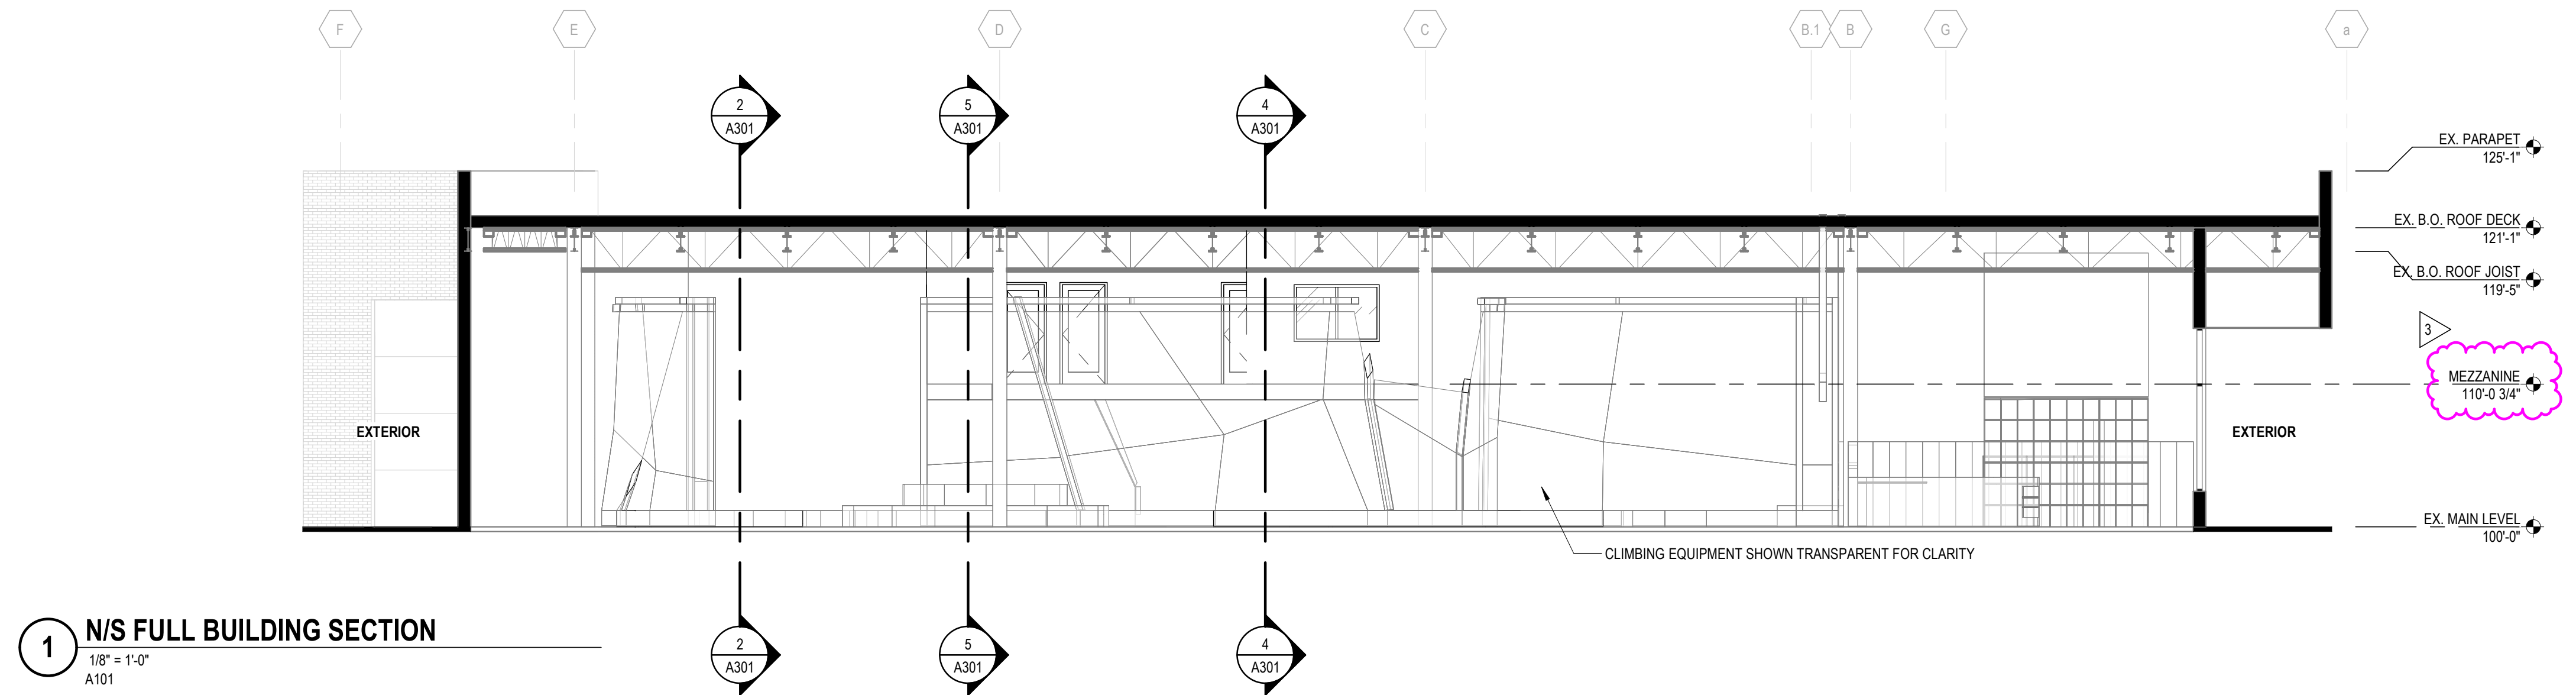 F
E
D
C
B.1
B
G
a
2
A301
5
A301
4
A301
EX. PARAPET
125'-1"
EX. B.O. ROOF DECK
121'-1"
EX. B.O. ROOF JOIST
119'-5"
3
MEZZANINE
110'-0 3/4"
EXTERIOR
EXTERIOR
EX. MAIN LEVEL
100'-0"
CLIMBING EQUIPMENT SHOWN TRANSPARENT FOR CLARITY
1
N/S FULL BUILDING SECTION
1/8" = 1'-0"
A101
2
A301
5
A301
4
A301